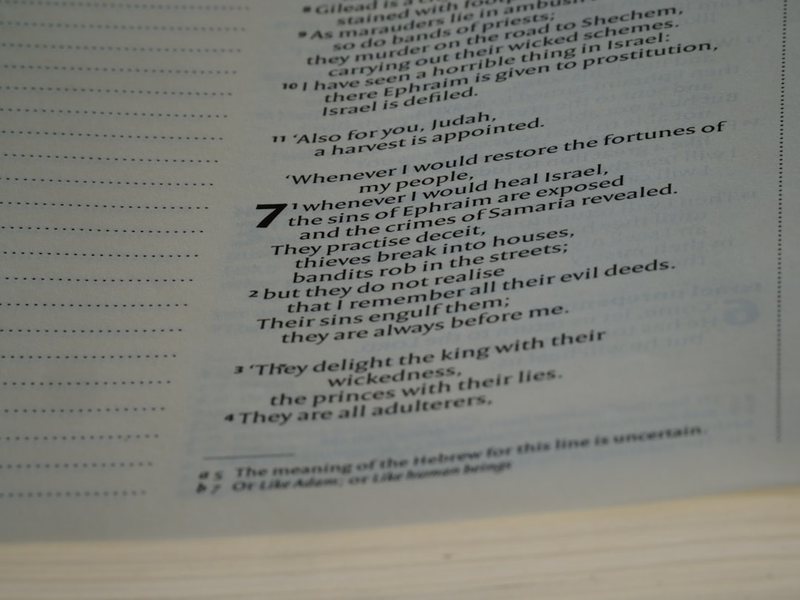 8 Gilead is a
stained with
9 As marauders lie in ambush
so do bands of priests;
they murder on the road to Shechem,
carrying out their wicked schemes.
10 I have seen a horrible thing in Israel:
there Ephraim is given to prostitution,
Israel is defiled.
11 ‘Also for you, Judah,
a harvest is appointed.
‘Whenever I would restore the fortunes of
my people,
7 1 whenever I would heal Israel,
the sins of Ephraim are exposed
and the crimes of Samaria revealed.
They practise deceit,
thieves break into houses,
bandits rob in the streets;
2 but they do not realise
that I remember all their evil deeds.
Their sins engulf them;
they are always before me.
3 ‘They delight the king with their
wickedness,
the princes with their lies.
4 They are all adulterers,
a 5 The meaning of the Hebrew for this line is uncertain.
b 7 Or Like Adam; or Like human beings